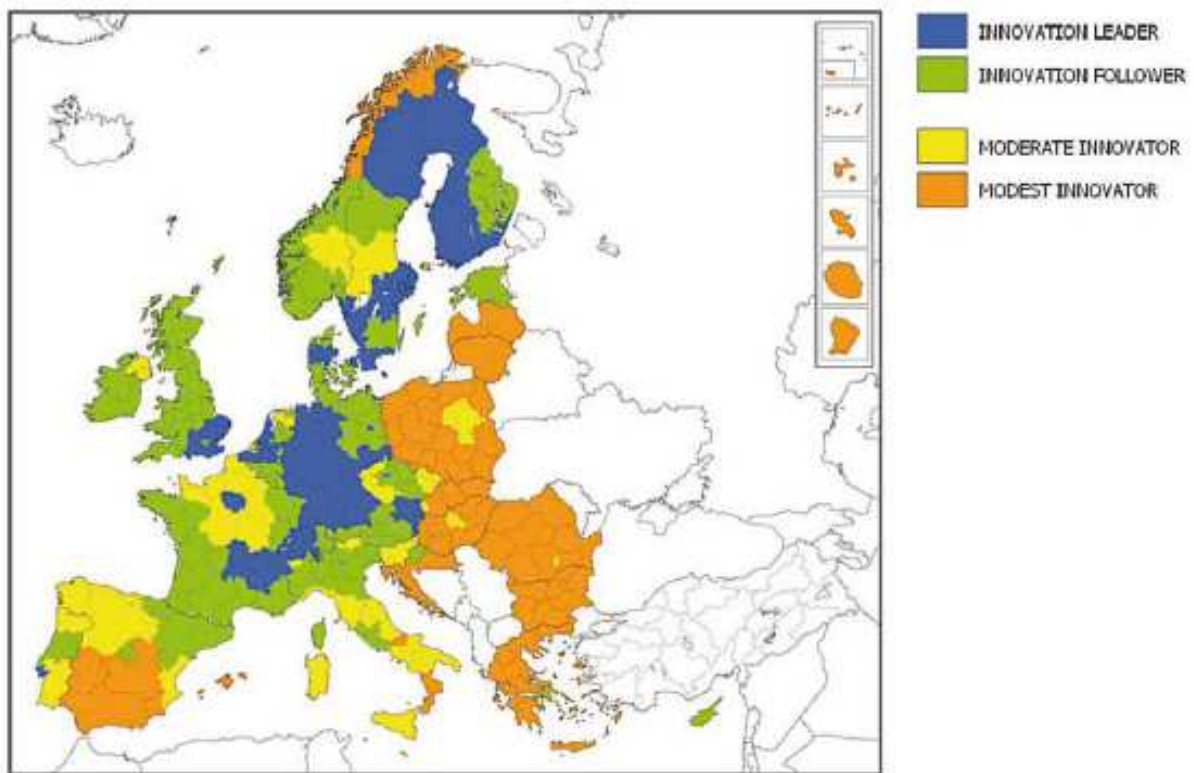 INNOVATION LEADER
INNOVATION FOLLOWER
MODERATE INNOVATOR
MODEST INNOVATOR